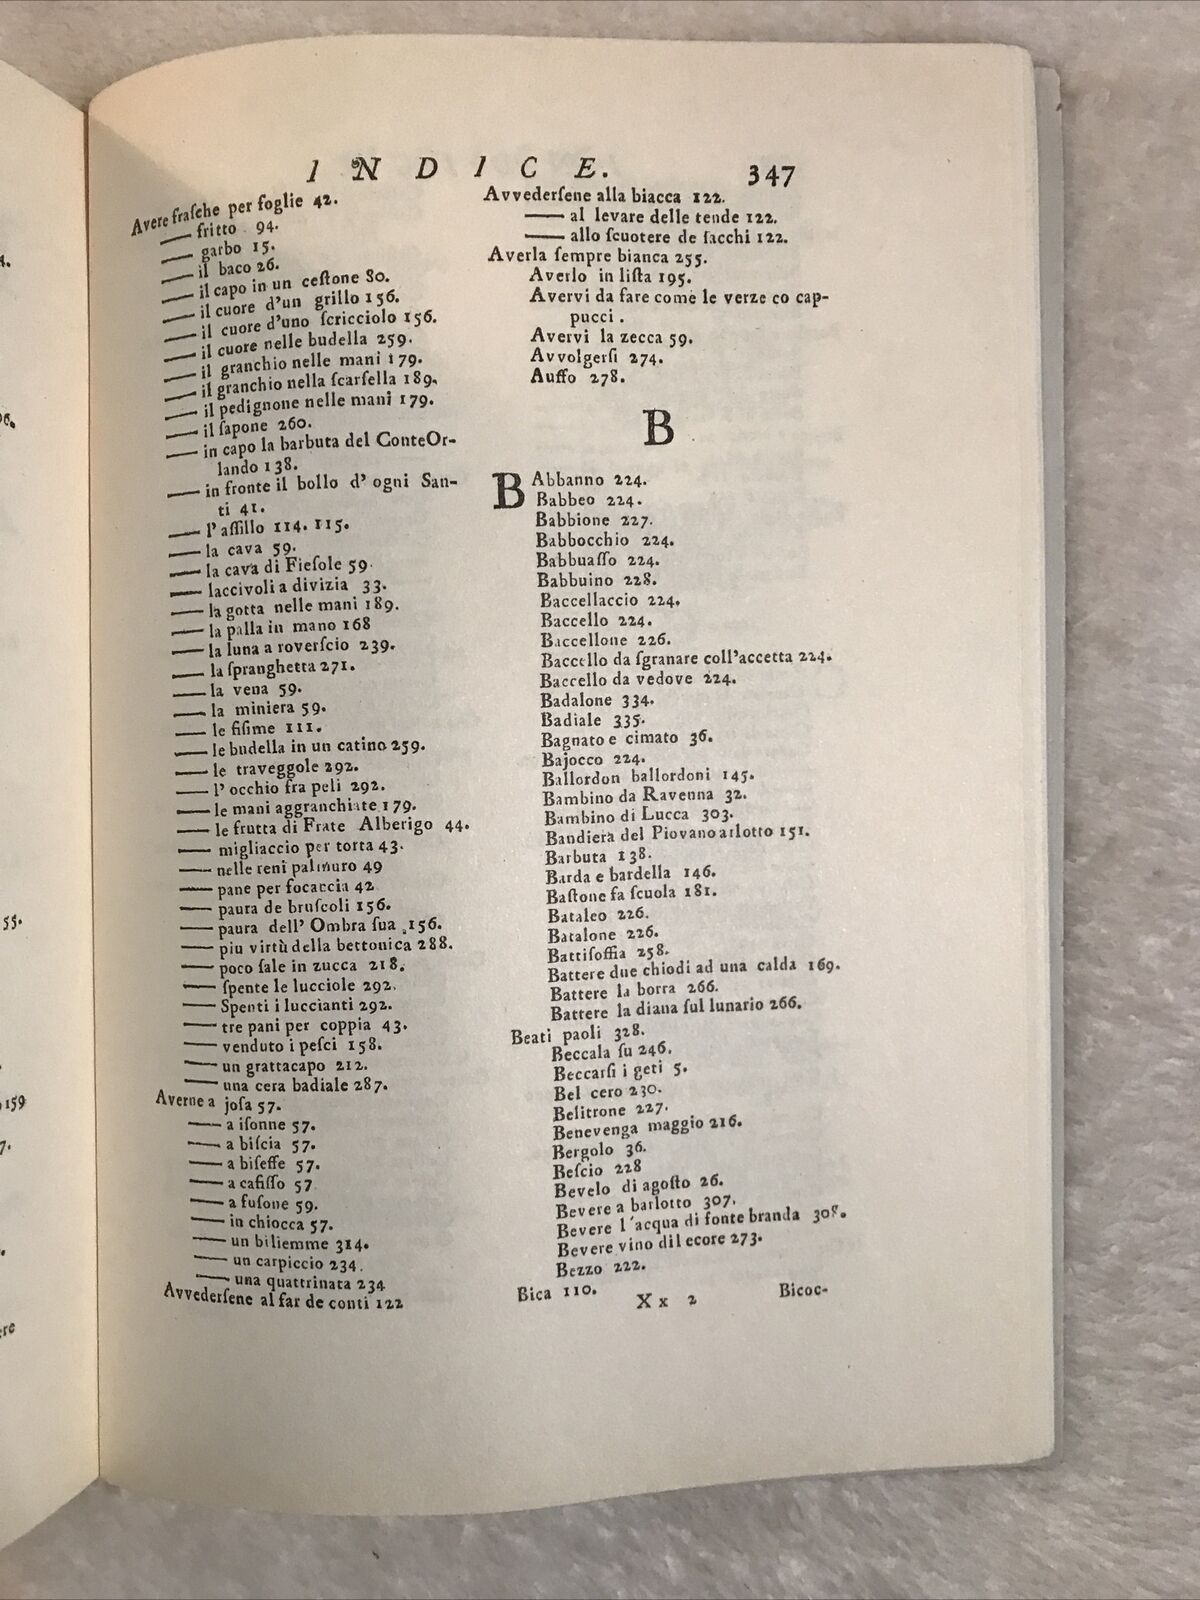 INDICE. 347
Avere fraſche per foglie 42.
—— fritto 94.
—— garbo 15.
—— il baco 26.
—— il capo in un ceſtone 80.
—— il cuore d'un grillo 156.
—— il cuore d'uno ſcricciolo 156.
—— il cuore nelle budella 259.
—— il granchio nelle mani 179.
—— il granchio nella ſcarſella 189.
—— il pedignone nelle mani 179.
—— il ſapone 260.
—— in capo la barbuta del ConteOr-
lando 138.
—— in fronte il bollo d' ogni San-
ti 41.
—— l' aſſillo 114. 115.
—— la cava 59.
—— la cava di Fieſole 59.
—— laccivoli a divizia 33.
—— la gotta nelle mani 189.
—— la palla in mano 168
—— la luna a roverſcio 239.
—— la ſpranghetta 271.
—— la vena 59.
—— la miniera 59.
—— le fiſime 111.
—— le budella in un catino 259.
—— le traveggole 292.
—— l' occhio fra peli 292.
—— le mani aggranchiate 179.
—— le frutta di Frate Alberigo 44.
—— migliaccio per torta 43.
—— nelle reni palmuro 49
—— pane per focaccia 42
—— paura de bruſcoli 156.
—— paura dell' Ombra ſua 156.
—— piu virtù della bettonica 288.
—— poco ſale in zucca 218.
—— ſpente le lucciole 292.
—— Spenti i luccianti 292.
—— tre pani per coppia 43.
—— venduto i peſci 158.
—— un grattacapo 212.
—— una cera badiale 287.
Averne a joſa 57.
—— a iſonne 57.
—— a biſcia 57.
—— a biſeffe 57.
—— a cafiſſo 57
—— a fuſone 59.
—— in chiocca 57.
—— un biliemme 314.
—— un carpiccio 234.
—— una quattrinata 234
Avvederſene al far de conti 122
Avvederſene alla biacca 122.
—— al levare delle tende 122.
—— allo ſcuotere de ſacchi 122.
Averla ſempre bianca 255.
Averlo in liſta 195.
Avervi da fare come le verze co cap-
pucci.
Avervi la zecca 59.
Avvolgerſi 274.
Auffo 278.
B
BAbbanno 224.
Babbeo 224.
Babbione 227.
Babbocchio 224.
Babbuaſſo 224.
Babbuino 228.
Baccellaccio 224.
Baccello 224.
Baccellone 226.
Baccello da ſgranare coll'accetta 224.
Baccello da vedove 224.
Badalone 334.
Badiale 335.
Bagnato e cimato 36.
Bajocco 224.
Ballordon ballordoni 145.
Bambino da Ravenna 32.
Bambino di Lucca 303.
Bandiera del Piovano arlotto 151.
Barbuta 138.
Barda e bardella 146.
Baſtone fa ſcuola 181.
Bataleo 226.
Batalone 226.
Battiſoffia 258.
Battere due chiodi ad una calda 169.
Battere la borra 266.
Battere la diana ſul lunario 266.
Beati paoli 328.
Beccala ſu 246.
Beccarſi i geti 5.
Bel cero 230.
Belitrone 227.
Benevenga maggio 216.
Bergolo 36.
Beſcio 228
Bevelo di agoſto 26.
Bevere a barlotto 307.
Bevere l'acqua di fonte branda 308.
Bevere vino dil ecore 273.
Bezzo 222.
Bica 110.
Xx 2 Bicoc-
55.
159